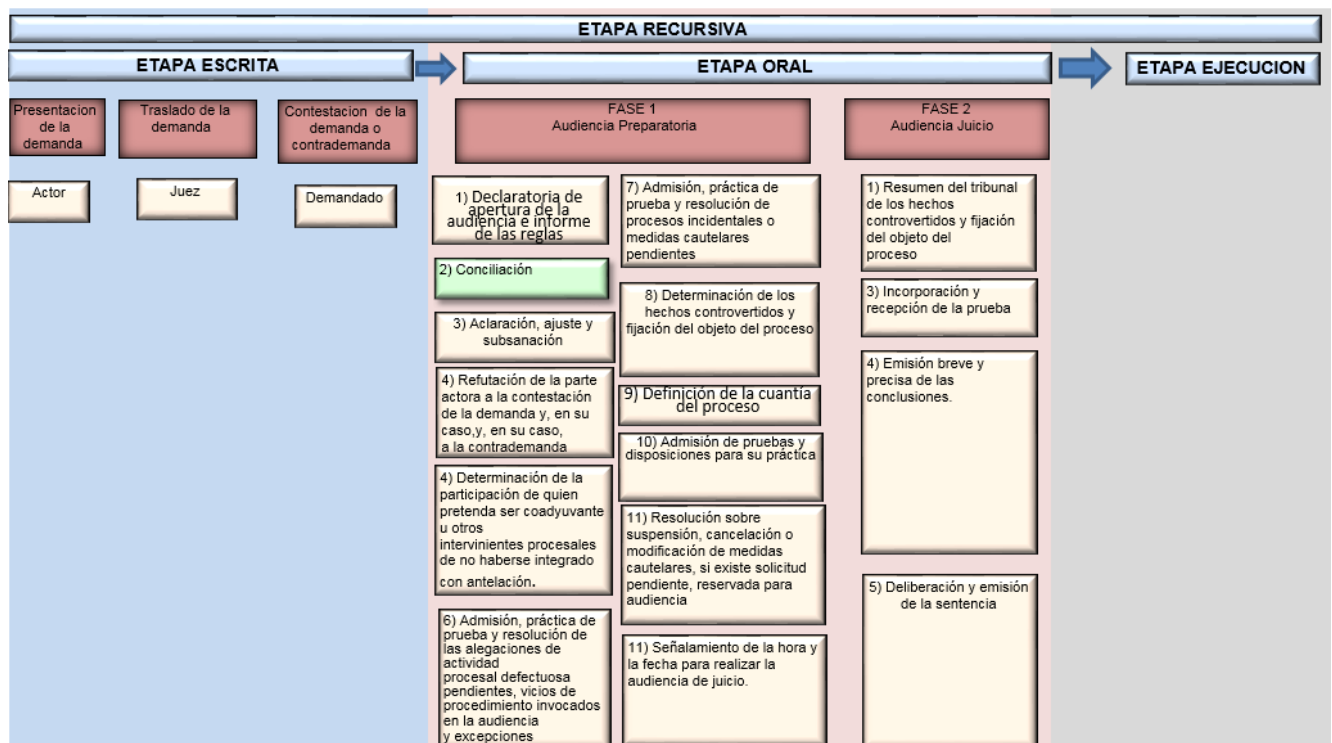 ETAPA RECURSIVA
ETAPA ESCRITA
ETAPA ORAL
ETAPA EJECUCION
Presentacion
de la
demanda
Traslado de la
demanda
Contestacion de la
demanda o
contrademanda
FASE 1
Audiencia Preparatoria
FASE 2
Audiencia Juicio
Actor
Juez
Demandado
1) Declaratoria de
apertura de la
audiencia e informe
de las reglas
2) Conciliación
3) Aclaración, ajuste y
subsanación
4) Refutación de la parte
actora a la contestación
de la demanda y, en su
caso,y, en su caso,
a la contrademanda
4) Determinación de la
participación de quien
pretenda ser coadyuvante
u otros
intervinientes procesales
de no haberse integrado
con antelación.
6) Admisión, práctica de
prueba y resolución de
las alegaciones de
actividad
procesal defectuosa
pendientes, vicios de
procedimiento invocados
en la audiencia
y excepciones
7) Admisión, práctica de
prueba y resolución de
procesos incidentales o
medidas cautelares
pendientes
8) Determinación de los
hechos controvertidos y
fijación del objeto del proceso
9) Definición de la cuantía
del proceso
10) Admisión de pruebas y
disposiciones para su práctica
11) Resolución sobre
suspensión, cancelación o
modificación de medidas
cautelares, si existe solicitud
pendiente, reservada para
audiencia
11) Señalamiento de la hora y
la fecha para realizar la
audiencia de juicio.
1) Resumen del tribunal
de los hechos
controvertidos y fijación
del objeto del
proceso
3) Incorporación y
recepción de la prueba
4) Emisión breve y
precisa de las
conclusiones.
5) Deliberación y emisión
de la sentencia